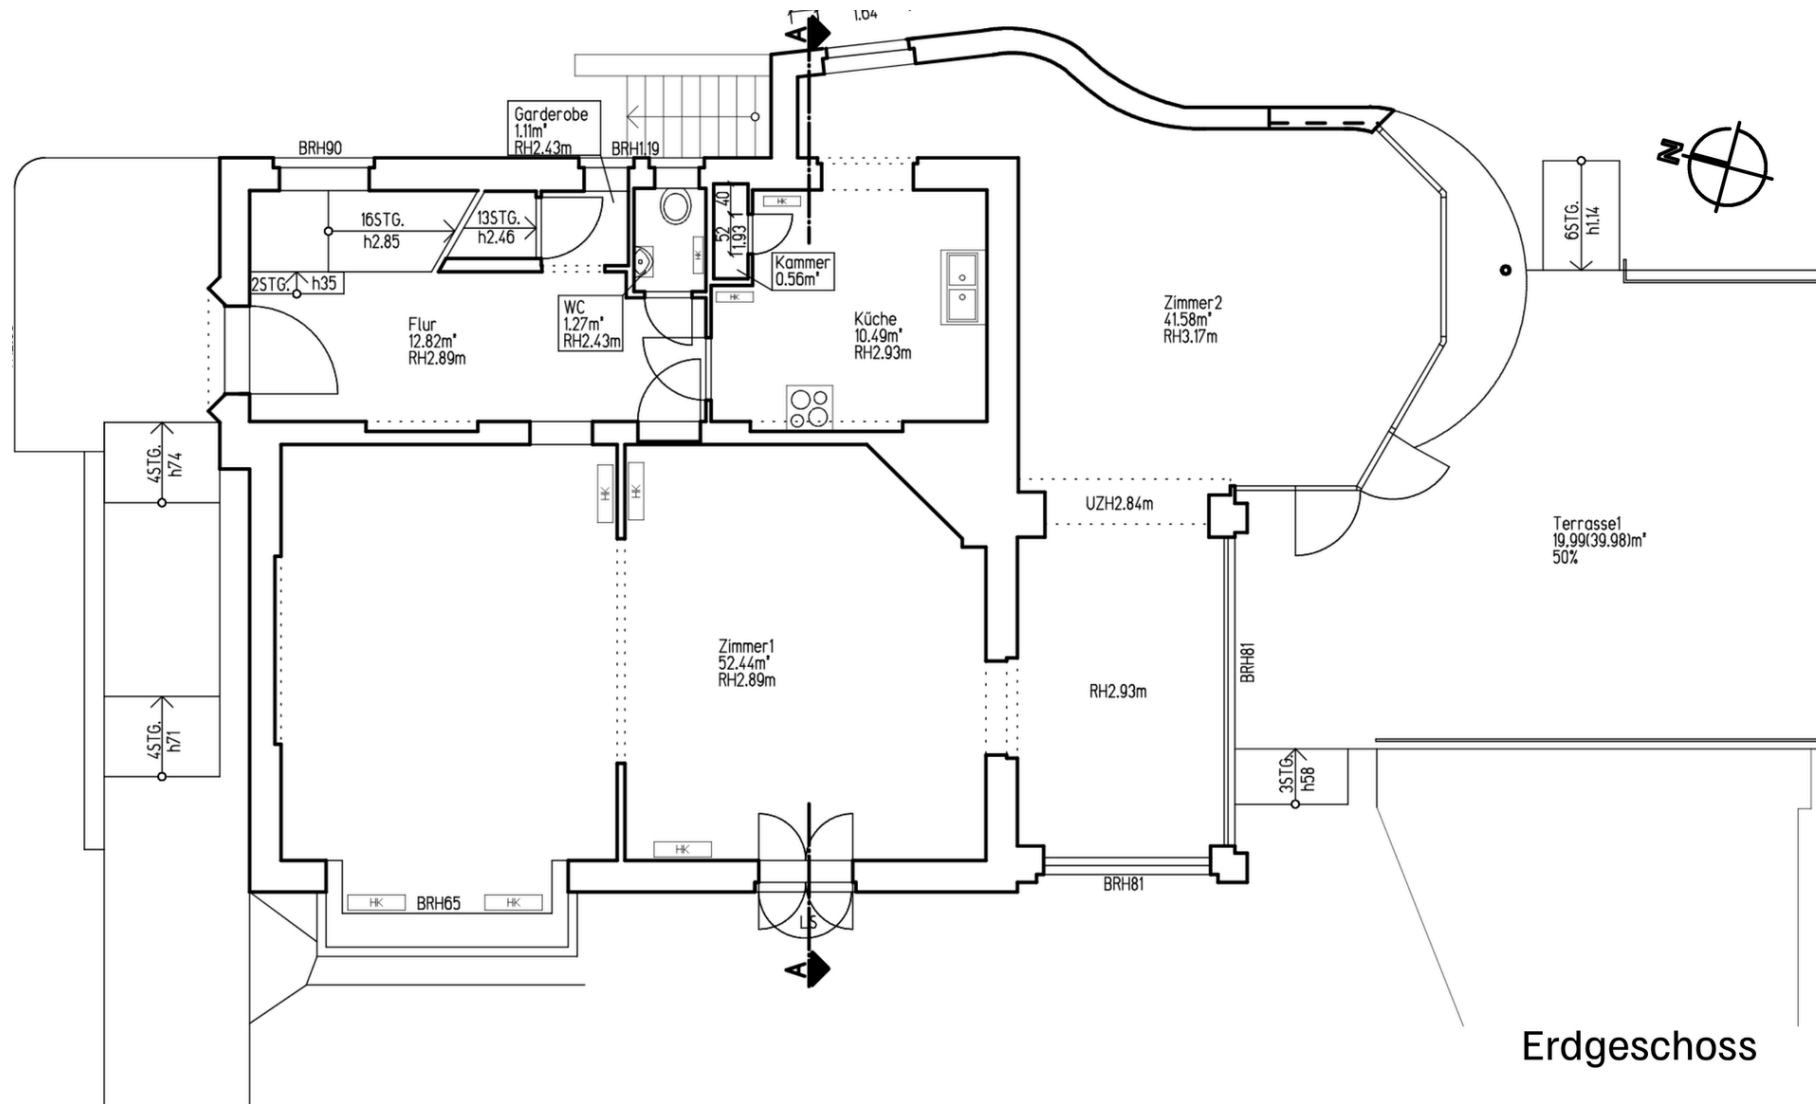 1.64
A
Garderobe
1.11m²
RH2.43m
BRH90
BRH1.19
N
16STG.
h2.85
13STG.
h2.46
40
52
1.93
HK
HK
HK
6STG.
h1.14
2STG.
h35
Kammer
0.56m²
WC
1.27m²
RH2.43m
Flur
12.82m²
RH2.89m
Küche
10.49m²
RH2.93m
Zimmer2
41.58m²
RH3.17m
4STG.
h74
HK
HK
UZH2.84m
Terrasse1
19.99(39.98)m²
50%
Zimmer1
52.44m²
RH2.89m
RH2.93m
BRH81
4STG.
h71
3STG.
h58
HK
BRH81
HK
BRH65
HK
LS
A
Erdgeschoss